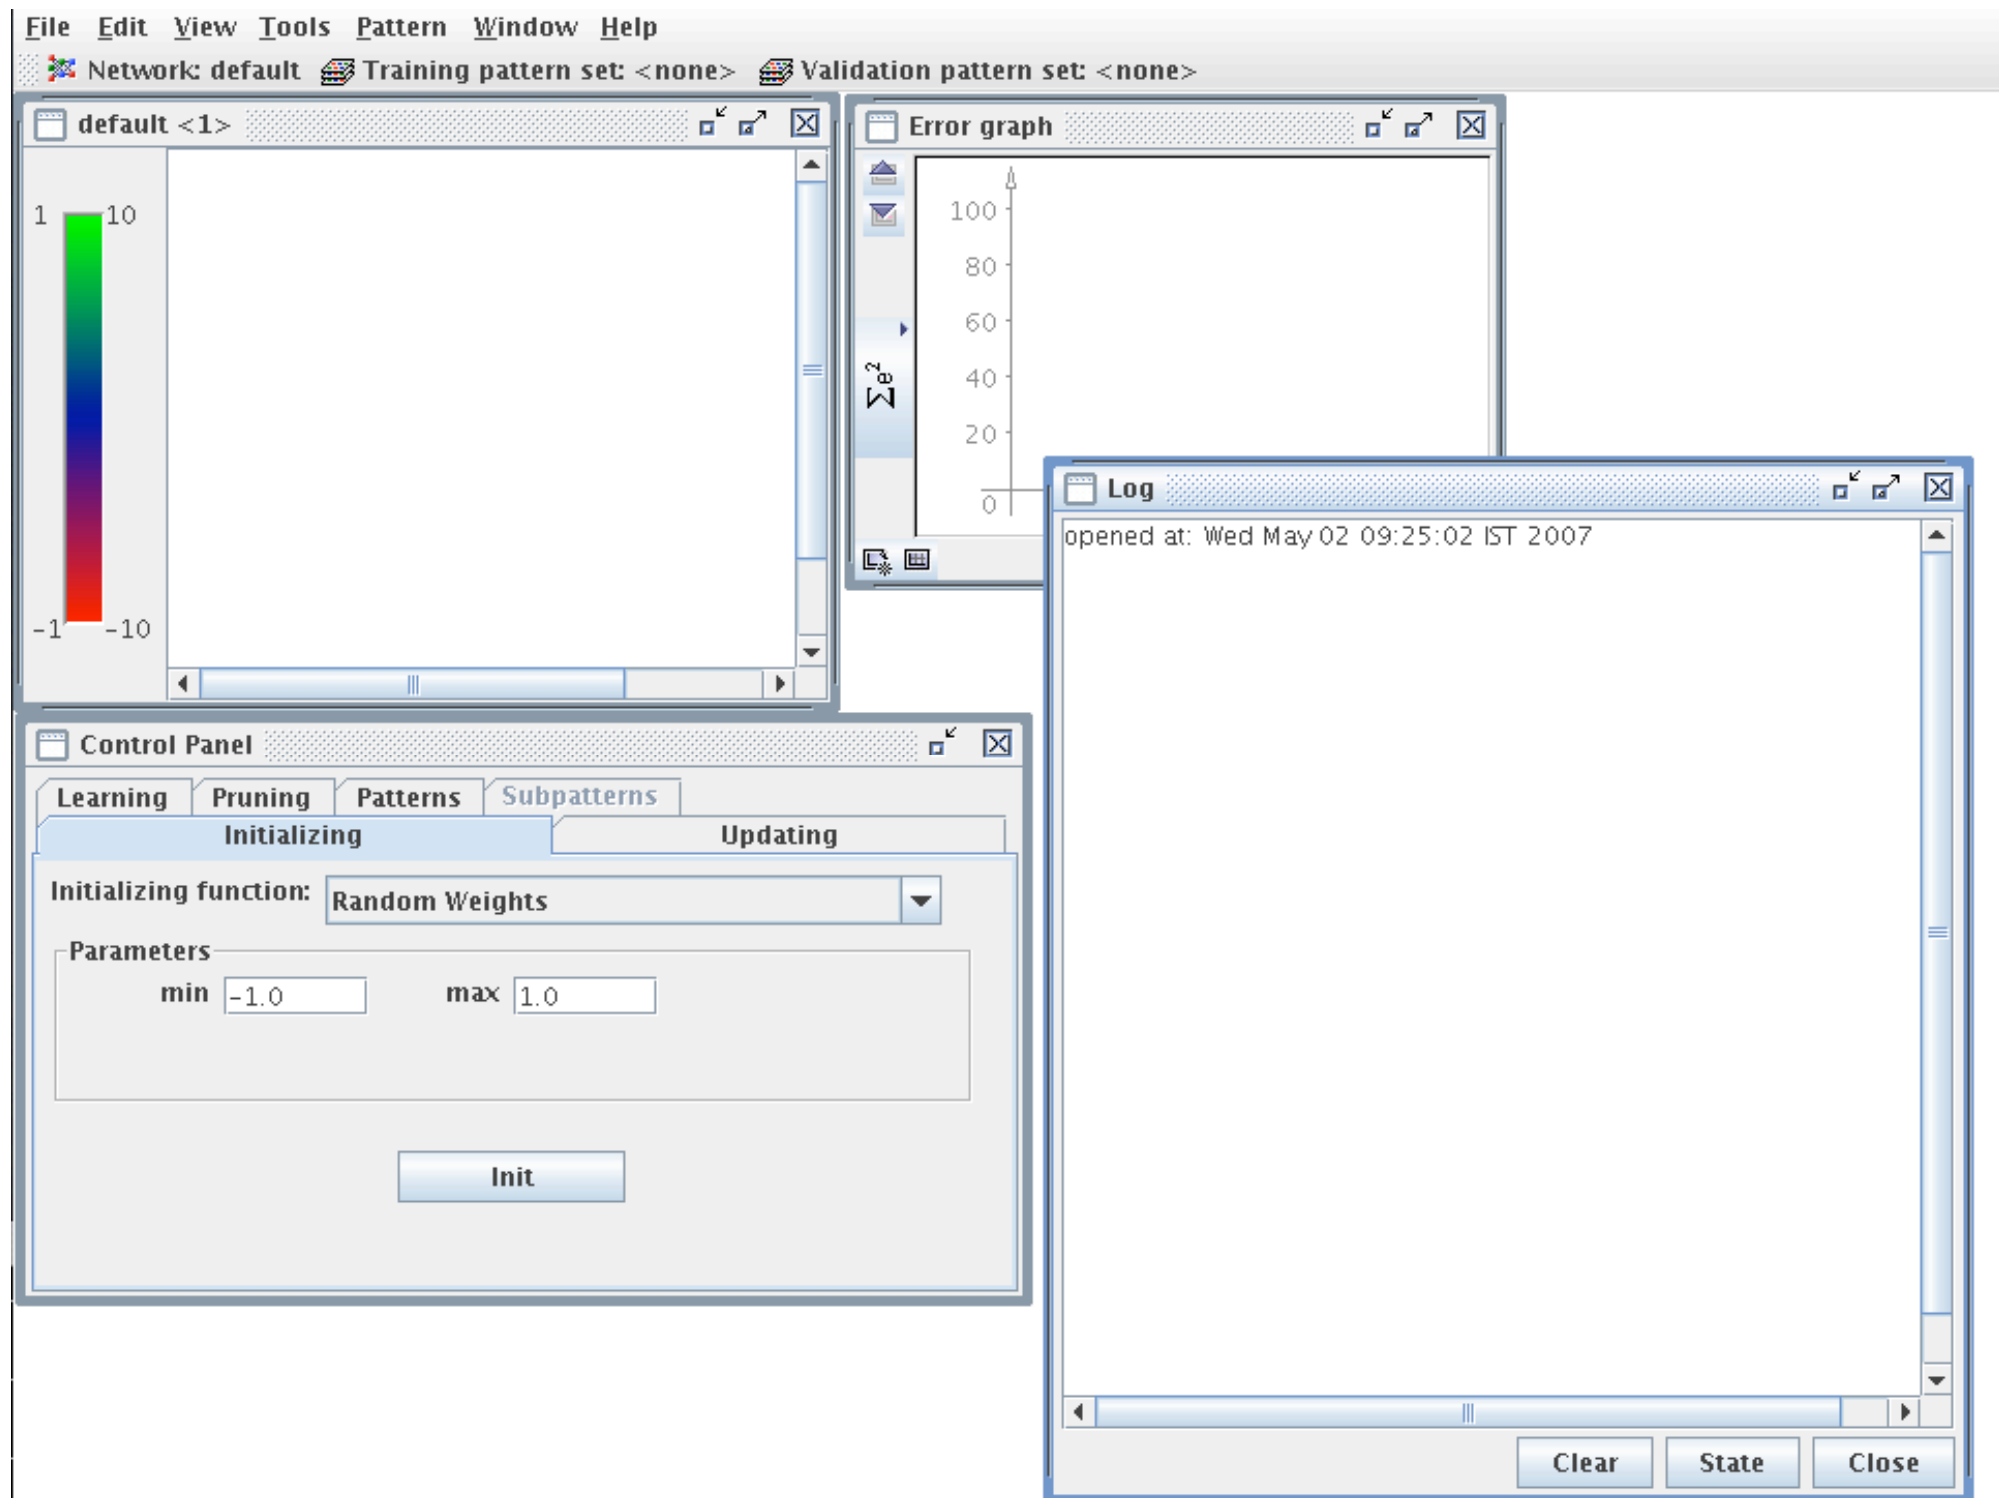 File Edit View Tools Pattern Window Help
Network: default Training pattern set: <none> Validation pattern set: <none>
default <1>
1 10
-1 -10
Error graph
100
80
60
40
20
0
Σe²
Log
opened at: Wed May 02 09:25:02 IST 2007
Clear State Close
Control Panel
Learning Pruning Patterns Subpatterns
Initializing Updating
Initializing function: Random Weights
Parameters
min -1.0 max 1.0
Init